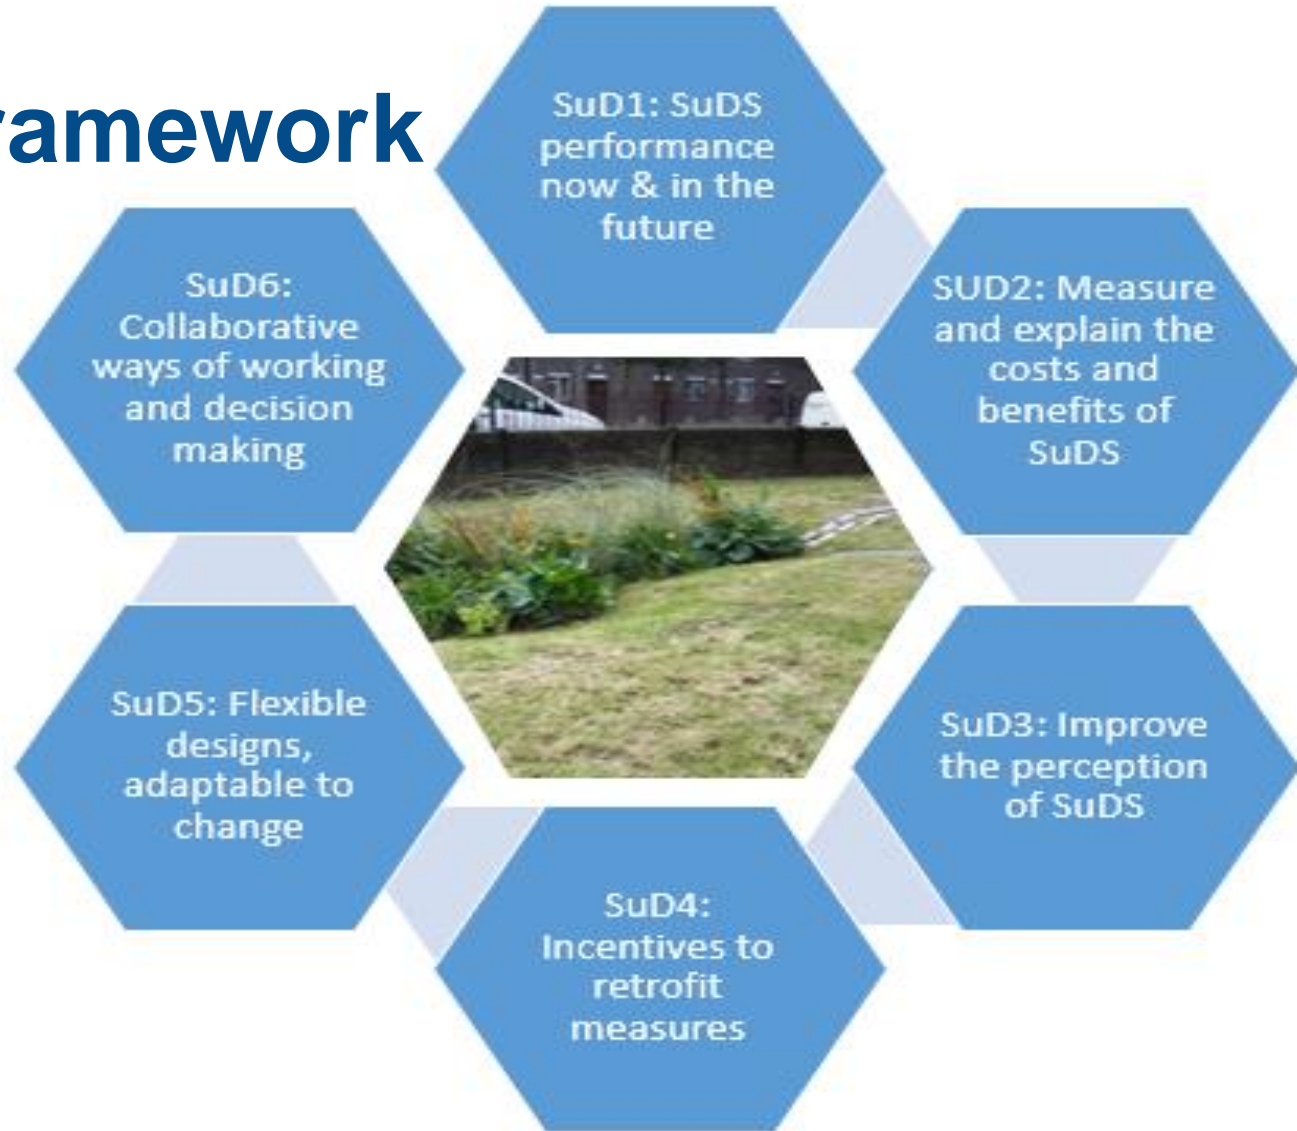 ramework
SuD1: SuDS
performance
now & in the
future
SUD2: Measure
and explain the
costs and
benefits of
SuDS
SuD3: Improve
the perception
of SuDS
SuD4:
Incentives to
retrofit
measures
SuD5: Flexible
designs,
adaptable to
change
SuD6:
Collaborative
ways of working
and decision
making